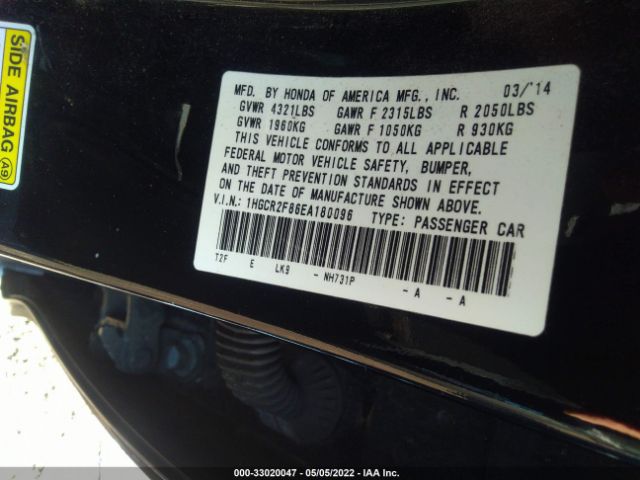 SIDE AIRBAG A9
MFD. BY HONDA OF AMERICA MFG., INC. 03/'14
GVWR 4321LBS GAWR F 2315LBS R 2050LBS
GVWR 1960KG GAWR F 1050KG R 930KG
THIS VEHICLE CONFORMS TO ALL APPLICABLE
FEDERAL MOTOR VEHICLE SAFETY, BUMPER,
AND THEFT PREVENTION STANDARDS IN EFFECT
ON THE DATE OF MANUFACTURE SHOWN ABOVE.
V.I.N.: 1HGCR2F86EA180096 TYPE: PASSENGER CAR
T2F E LK9 - NH731P - A - A
000-33020047 - 05/05/2022 - IAA Inc.